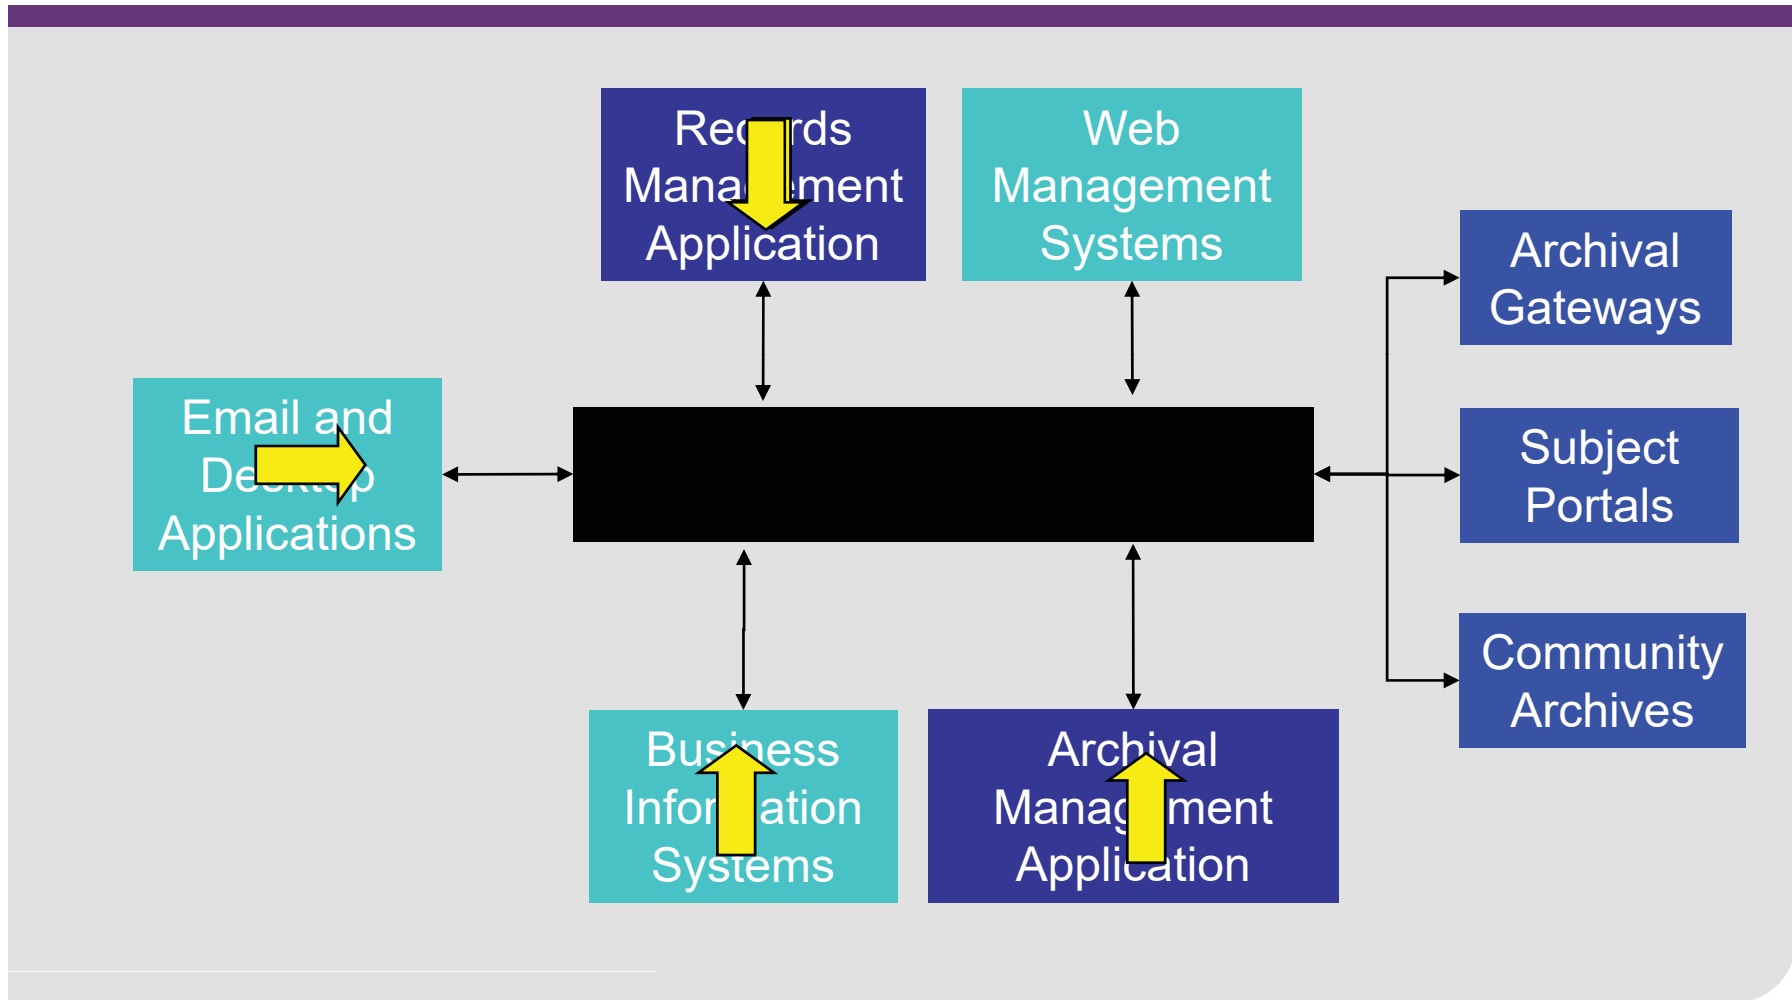 Records
Management
Application
Web
Management
Systems
Archival
Gateways
Email and
Desktop
Applications
Subject
Portals
Community
Archives
Business
Information
Systems
Archival
Management
Application